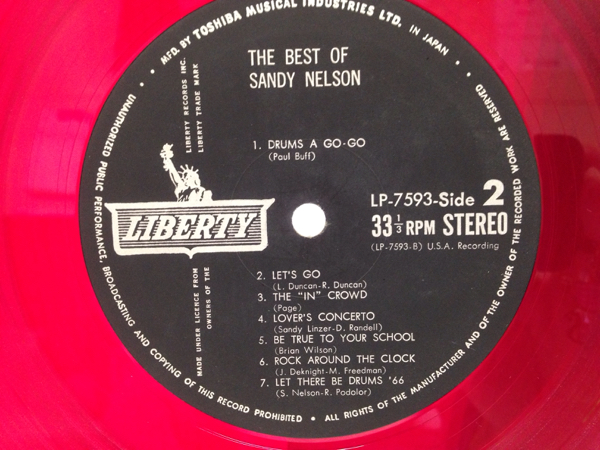 • MFD. BY TOSHIBA MUSICAL INDUSTRIES LTD. IN JAPAN •
THE BEST OF
SANDY NELSON
LIBERTY RECORDS INC.
LIBERTY TRADE MARK
1. DRUMS A GO-GO
(Paul Buff)
LIBERTY
LP-7593-Side 2
33 1/3 RPM STEREO
(LP-7593-B) U.S.A. Recording
MADE UNDER LICENCE FROM
OWNERS OF THE
2. LET'S GO
(L. Duncan-R. Duncan)
3. THE "IN" CROWD
(Page)
4. LOVER'S CONCERTO
(Sandy Linzer-D. Randell)
5. BE TRUE TO YOUR SCHOOL
(Brian Wilson)
6. ROCK AROUND THE CLOCK
(J. Deknight-M. Freedman)
7. LET THERE BE DRUMS '66
(S. Nelson-R. Podolor)
UNAUTHORIZED PUBLIC PERFORMANCE, BROADCASTING AND COPYING OF THIS RECORD PROHIBITED • ALL RIGHTS OF THE MANUFACTURER AND OF THE OWNER OF THE RECORDED WORK ARE RESERVED